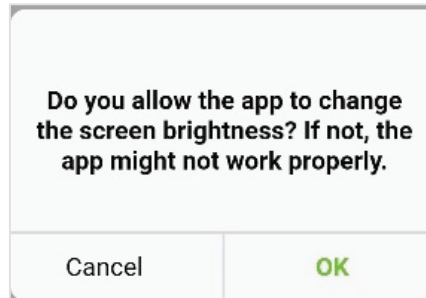 Do you allow the app to change
the screen brightness? If not, the
app might not work properly.
Cancel
OK